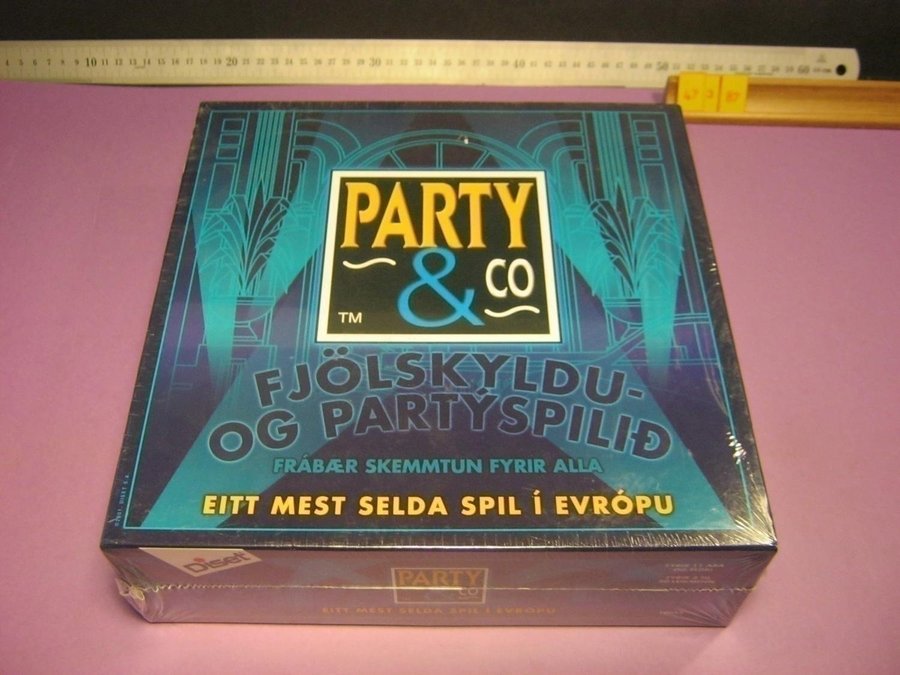 PARTY
& CO
TM
FJÖLSKYLDU-
OG PARTÝSPILIÐ
FRÁBÆR SKEMMTUN FYRIR ALLA
EITT MEST SELDA SPIL Í EVRÓPU
Diset
PARTY
CO
EITT MEST SELDA SPIL Í EVRÓPU